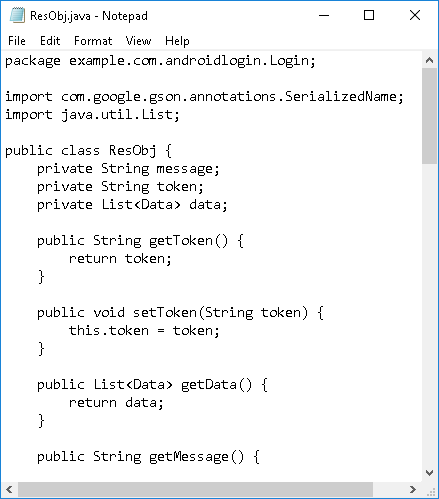 ResObj.java - Notepad
File Edit Format View Help
package example.com.androidlogin.Login;

import com.google.gson.annotations.SerializedName;
import java.util.List;

public class ResObj {
    private String message;
    private String token;
    private List<Data> data;

    public String getToken() {
        return token;
    }

    public void setToken(String token) {
        this.token = token;
    }

    public List<Data> getData() {
        return data;
    }

    public String getMessage() {